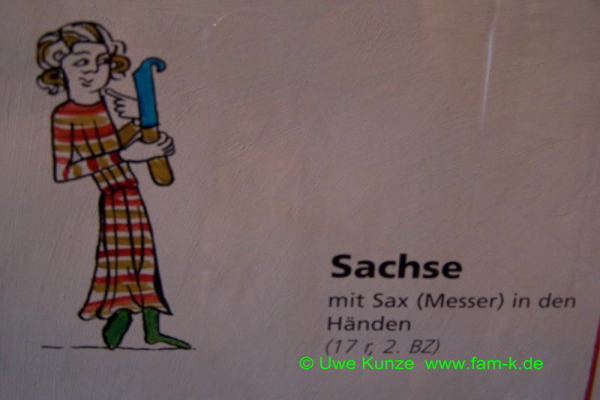 Sachse
mit Sax (Messer) in den
Händen
(17 r, 2. BZ)
© Uwe Kunze www.fam-k.de